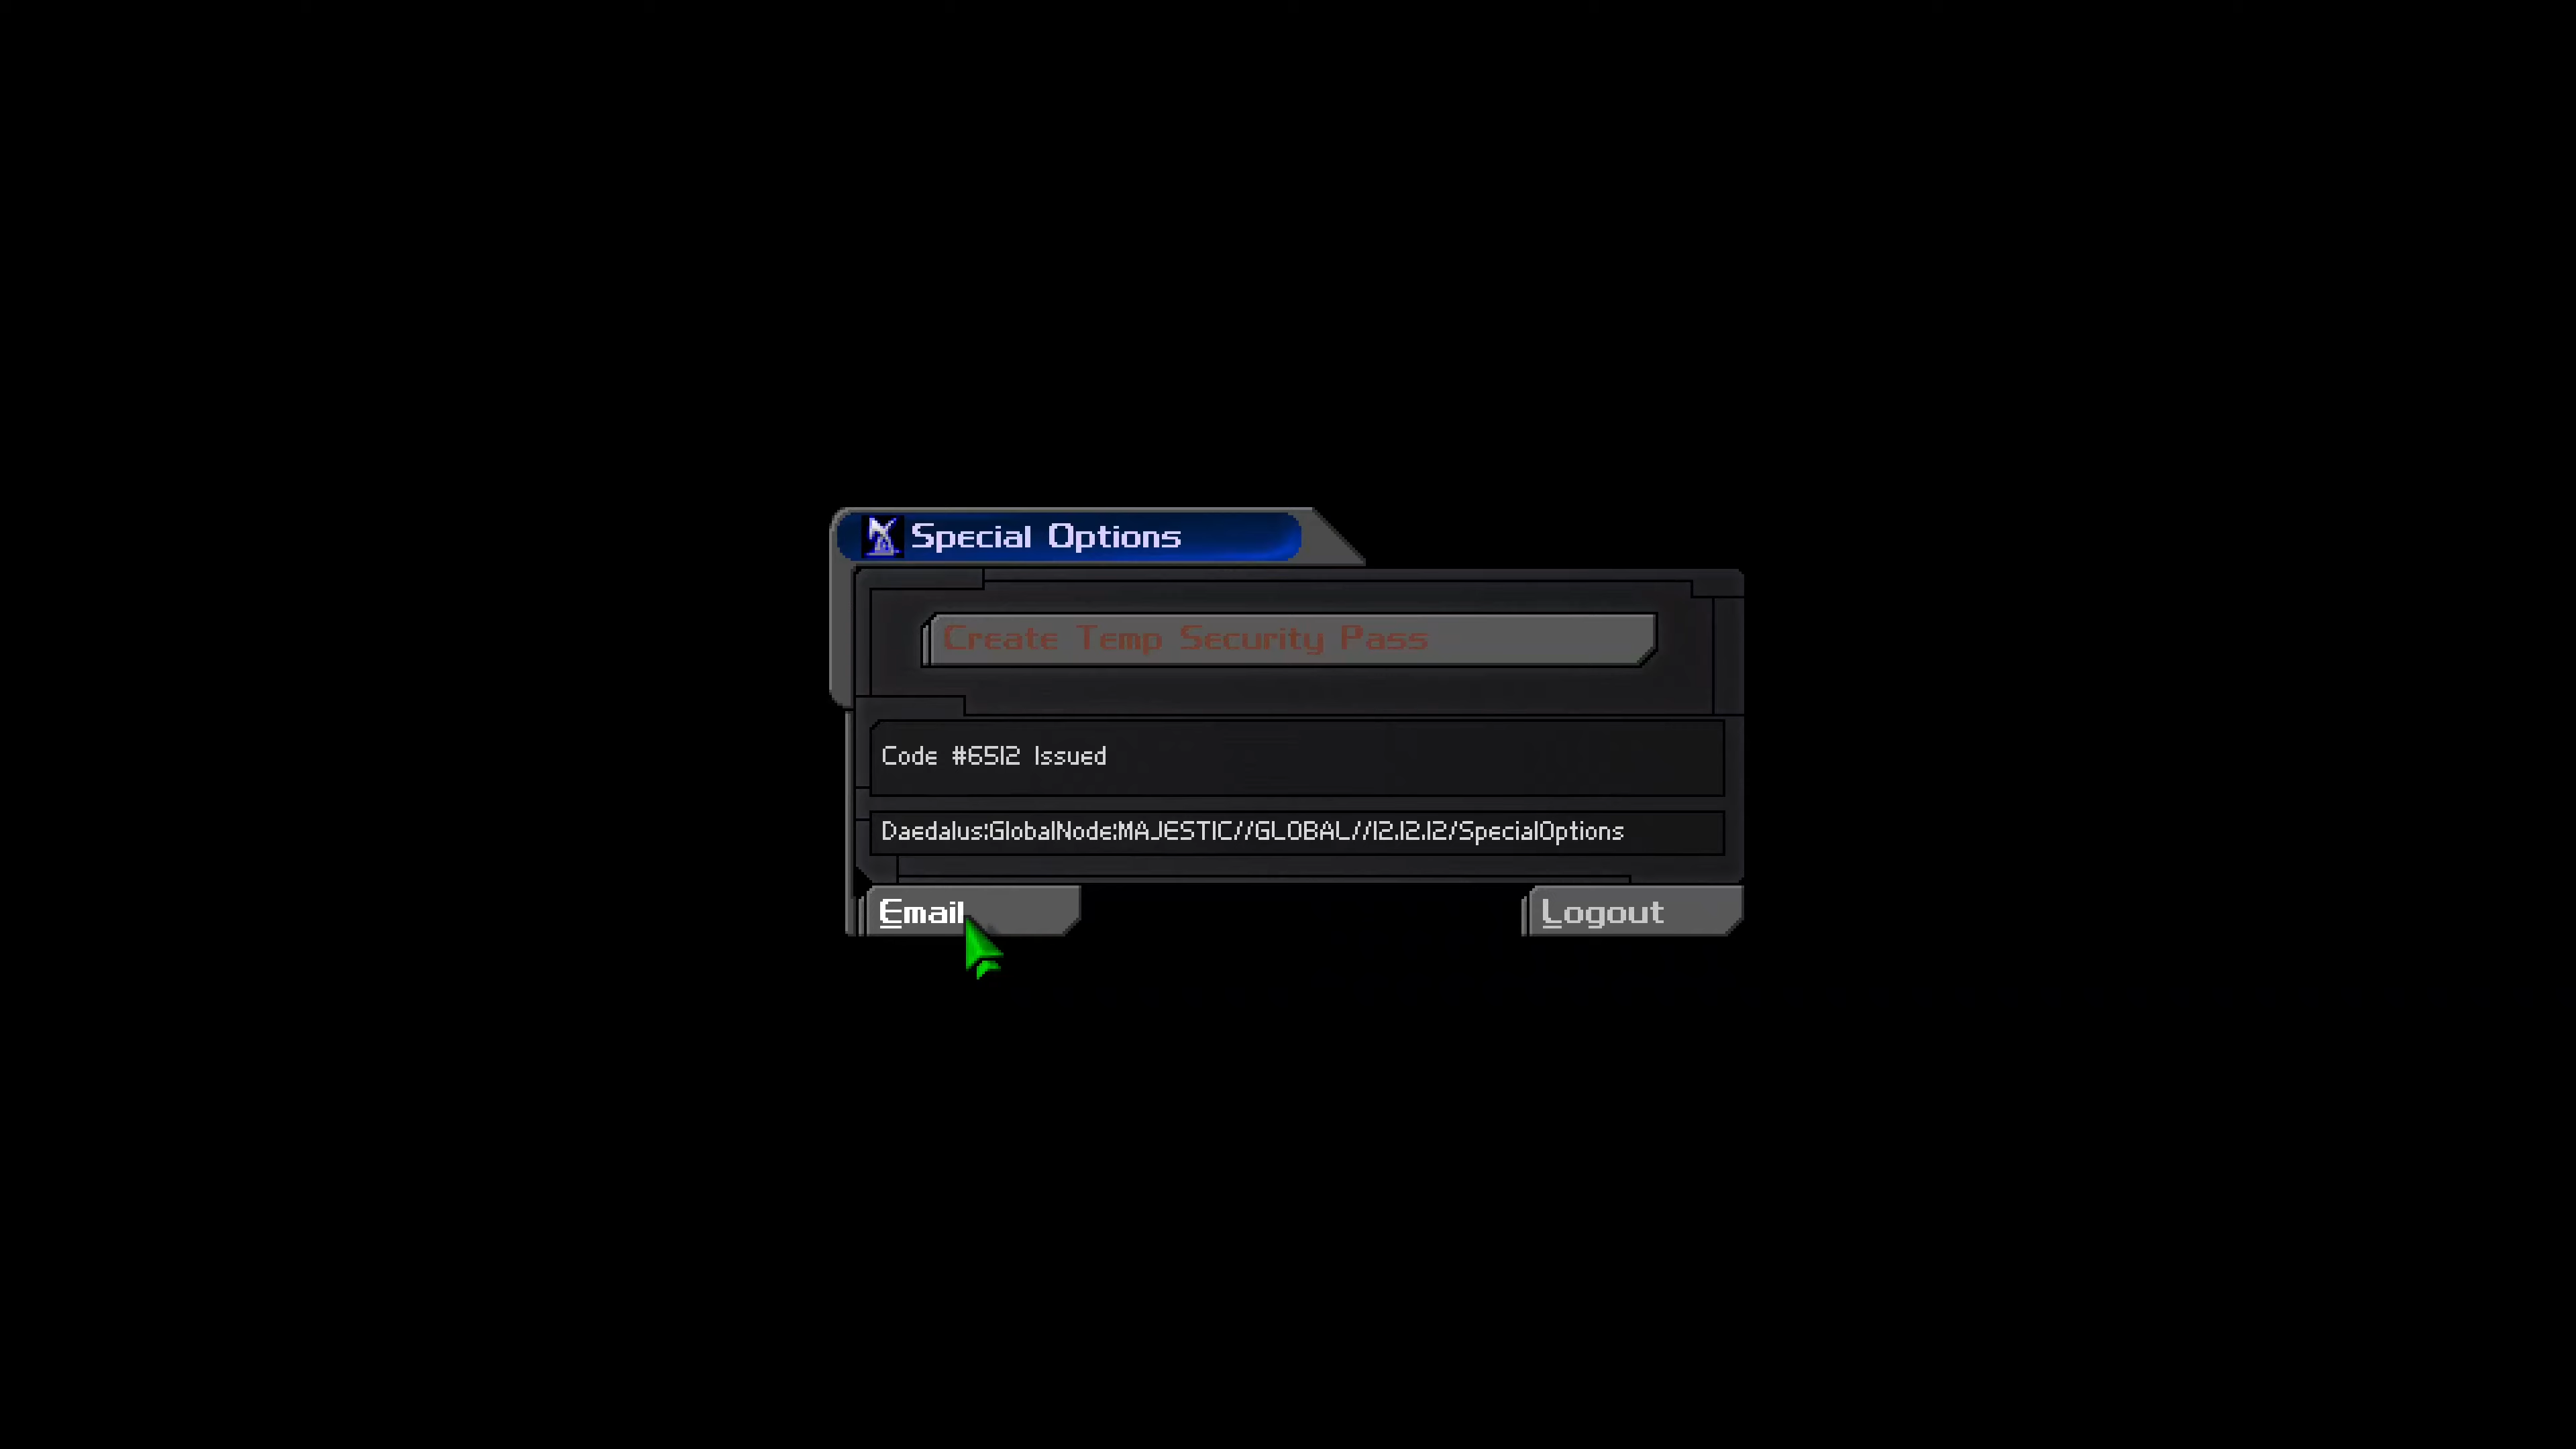 Special Options
Create Temp Security Pass
Code #6512 Issued
Daedalus:GlobalNode:MAJESTIC//GLOBAL//12.12.12/SpecialOptions
Email
Logout